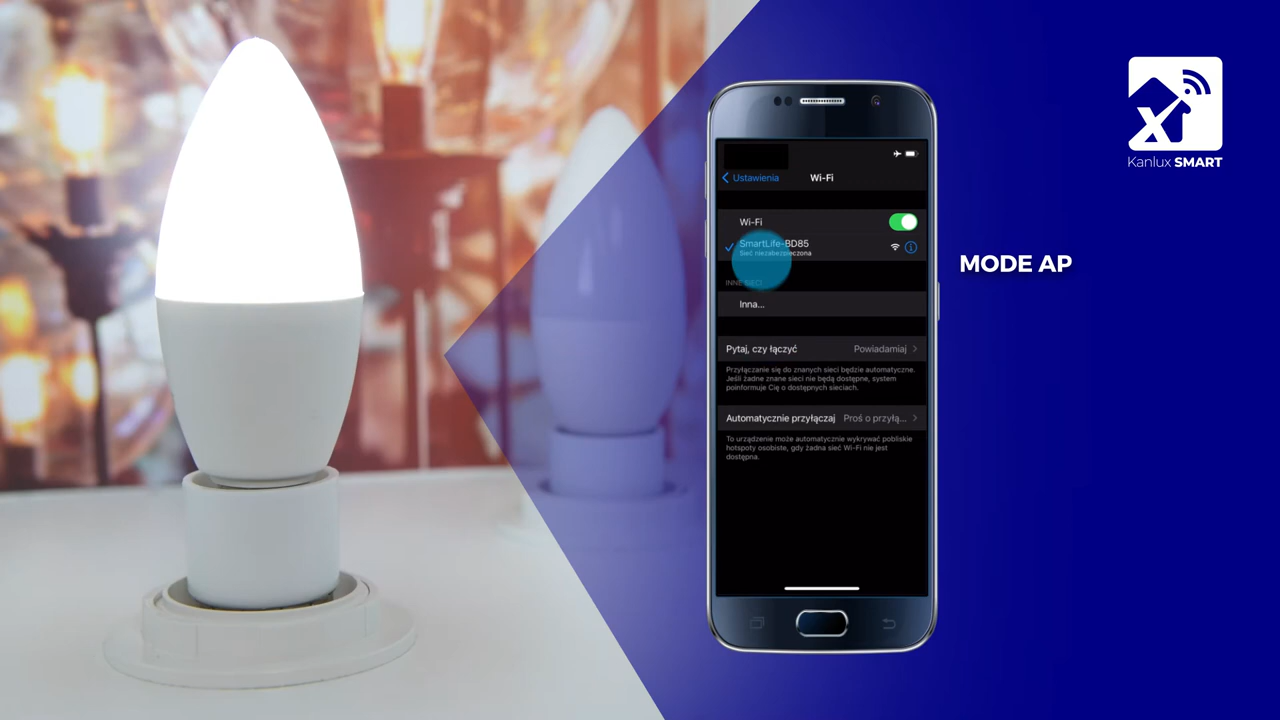 Kanlux SMART
Ustawienia
Wi-Fi
Wi-Fi
SmartLife-BD85
Sieć niezabezpieczona
INNE SIECI
Inna...
Pytaj, czy łączyć Powiadamiaj
Przyłączanie się do znanych sieci będzie automatyczne.
Jeśli żadne znane sieci nie będą dostępne, system
poinformuje Cię o dostępnych sieciach.
Automatycznie przyłączaj Proś o przyłą...
To urządzenie może automatycznie wykrywać pobliskie
hotspoty osobiste, gdy żadna sieć Wi-Fi nie jest
dostępna.
MODE AP